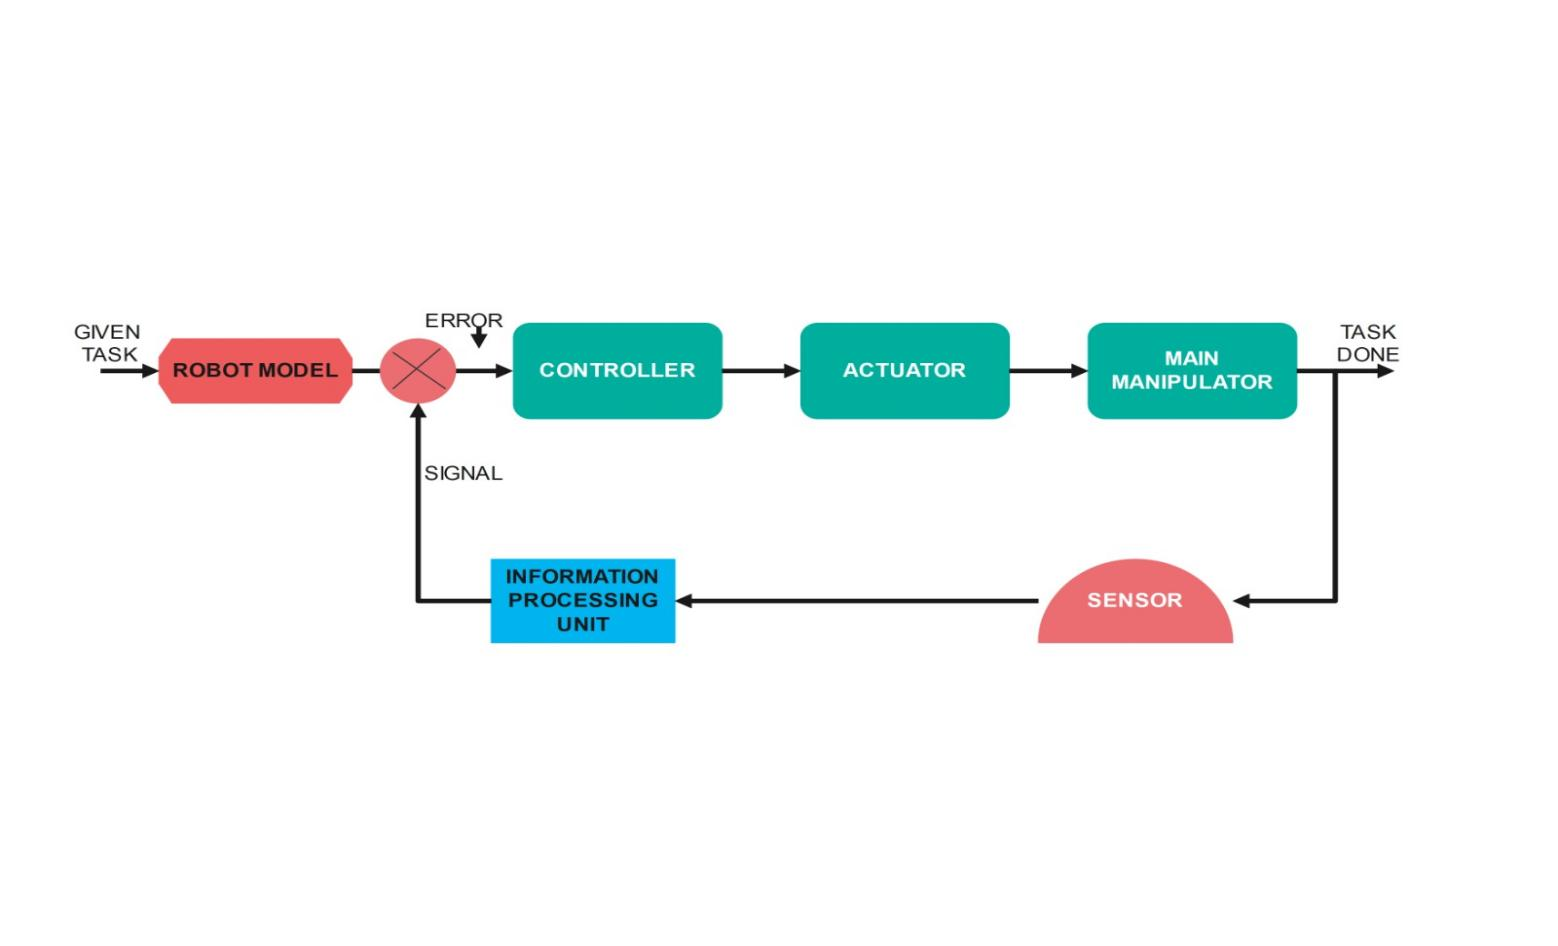 GIVEN
TASK
ROBOT MODEL
ERROR
CONTROLLER
ACTUATOR
MAIN
MANIPULATOR
TASK
DONE
SIGNAL
INFORMATION
PROCESSING
UNIT
SENSOR